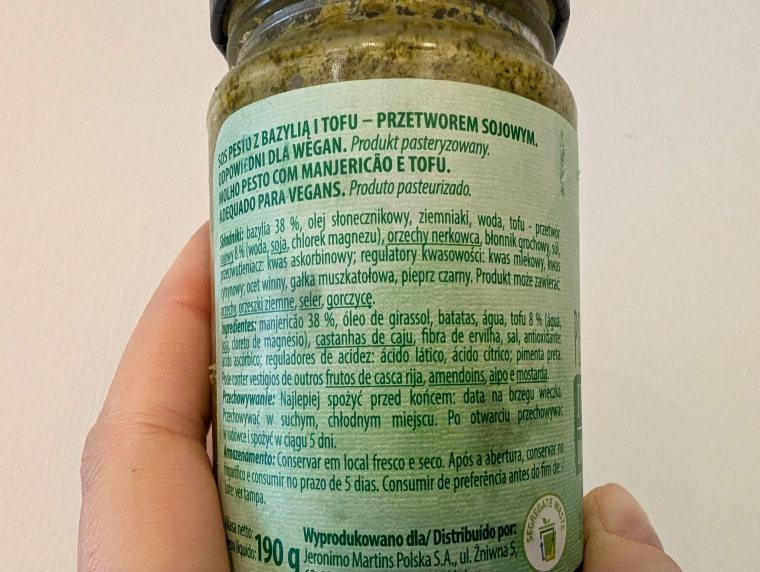 SOS PESTO Z BAZYLIĄ I TOFU – PRZETWOREM SOJOWYM.
ODPOWIEDNI DLA WEGAN. Produkt pasteryzowany.
MOLHO PESTO COM MANJERICÃO E TOFU.
ADEQUADO PARA VEGANS. Produto pasteurizado.
Składniki: bazylia 38 %, olej słonecznikowy, ziemniaki, woda, tofu - przetwór
sojowy 8 % (woda, soja, chlorek magnezu), orzechy nerkowca, błonnik grochowy, sól,
przeciwutleniacz: kwas askorbinowy; regulatory kwasowości: kwas mlekowy, kwas
cytrynowy; ocet winny, gałka muszkatołowa, pieprz czarny. Produkt może zawierać:
orzechy, orzeszki ziemne, seler, gorczycę.
Ingredientes: manjericão 38 %, óleo de girassol, batatas, água, tofu 8 % (água,
soja, cloreto de magnésio), castanhas de caju, fibra de ervilha, sal, antioxidante:
ácido ascórbico; reguladores de acidez: ácido lático, ácido cítrico; pimenta preta.
Pode conter vestígios de outros frutos de casca rija, amendoins, aipo e mostarda.
Przechowywanie: Najlepiej spożyć przed końcem: data na brzegu wieczka.
Przechowywać w suchym, chłodnym miejscu. Po otwarciu przechowywać
w lodówce i spożyć w ciągu 5 dni.
Armazenamento: Conservar em local fresco e seco. Após a abertura, conservar no
frigorífico e consumir no prazo de 5 dias. Consumir de preferência antes do fim de: /
Lote: ver tampa.
Masa netto:
Peso líquido: 190 g
Wyprodukowano dla/ Distribuído por:
Jeronimo Martins Polska S.A., ul. Żniwna 5,
SEGREGATE WASTE